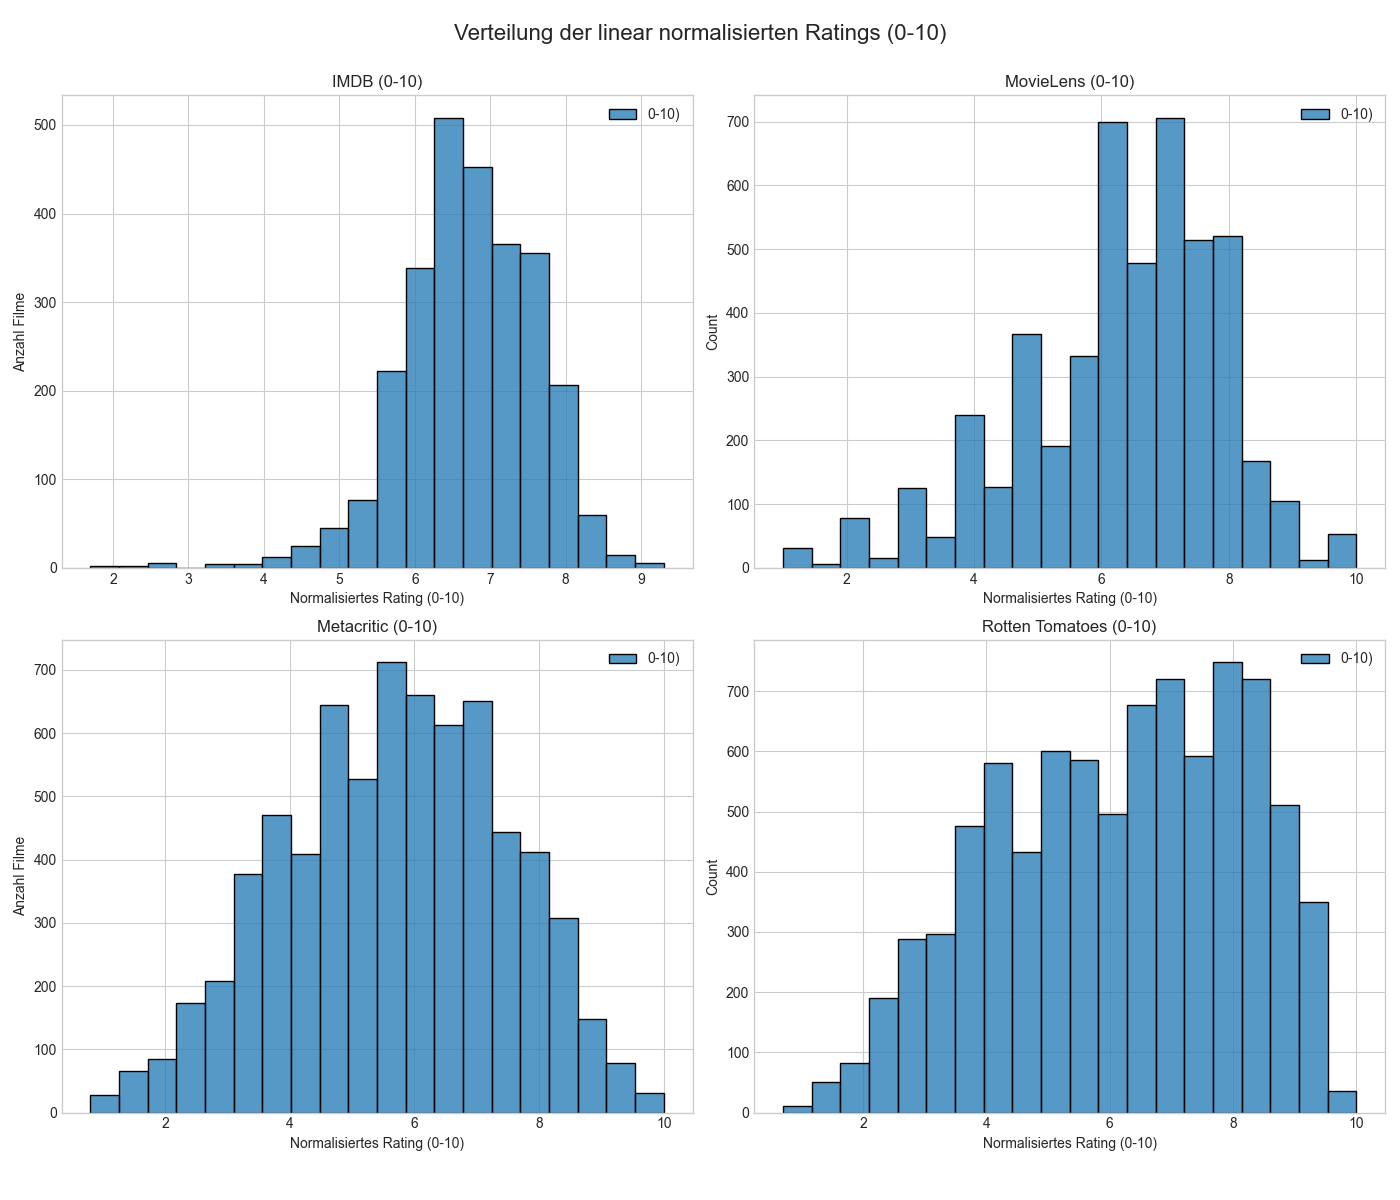 Verteilung der linear normalisierten Ratings (0-10)
IMDB (0-10)
0-10)
500
400
300
200
100
0
Anzahl Filme
2 3 4 5 6 7 8 9
Normalisiertes Rating (0-10)
MovieLens (0-10)
0-10)
700
600
500
400
300
200
100
0
Count
2 4 6 8 10
Normalisiertes Rating (0-10)
Metacritic (0-10)
0-10)
700
600
500
400
300
200
100
0
Anzahl Filme
2 4 6 8 10
Normalisiertes Rating (0-10)
Rotten Tomatoes (0-10)
0-10)
700
600
500
400
300
200
100
0
Count
2 4 6 8 10
Normalisiertes Rating (0-10)